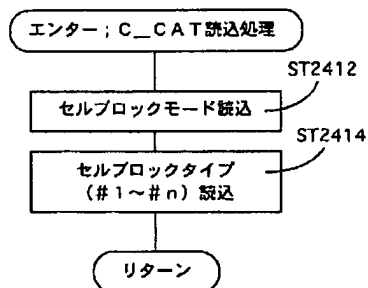 エンター；C＿CAT読込処理
ST2412
セルブロックモード読込
ST2414
セルブロックタイプ
(＃1～＃n) 読込
リターン